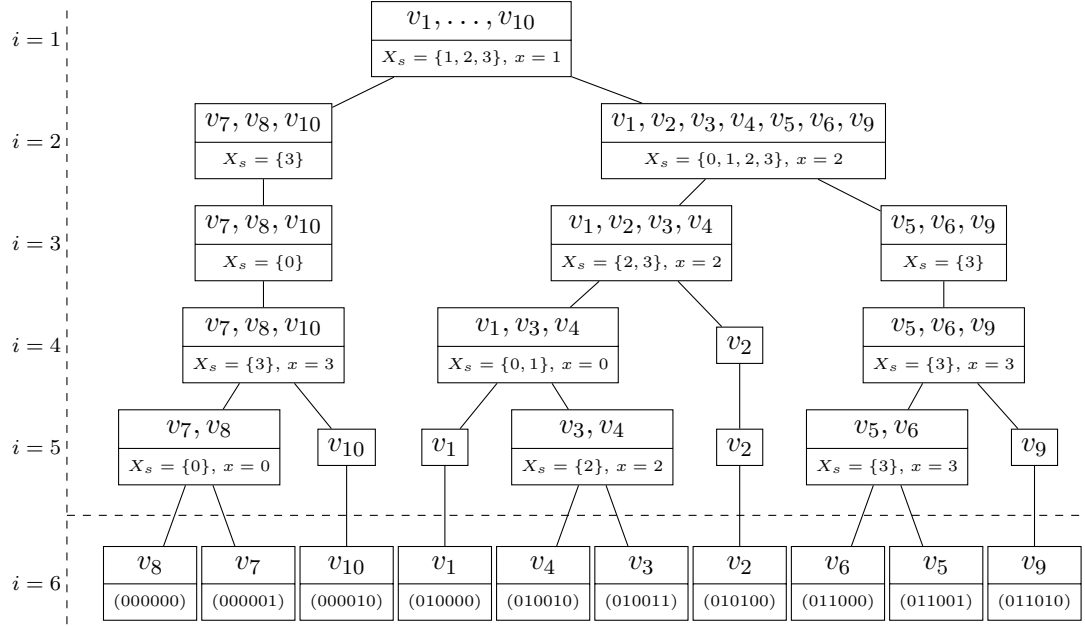 v₁, . . . , v₁₀
i = 1
Xₛ = {1, 2, 3}, x = 1
v₇, v₈, v₁₀
v₁, v₂, v₃, v₄, v₅, v₆, v₉
i = 2
Xₛ = {3}
Xₛ = {0, 1, 2, 3}, x = 2
v₇, v₈, v₁₀
v₁, v₂, v₃, v₄
v₅, v₆, v₉
i = 3
Xₛ = {0}
Xₛ = {2, 3}, x = 2
Xₛ = {3}
v₇, v₈, v₁₀
v₁, v₃, v₄
v₅, v₆, v₉
i = 4
v₂
Xₛ = {3}, x = 3
Xₛ = {0, 1}, x = 0
Xₛ = {3}, x = 3
v₇, v₈
v₃, v₄
v₅, v₆
i = 5
v₁₀
v₁
v₂
v₉
Xₛ = {0}, x = 0
Xₛ = {2}, x = 2
Xₛ = {3}, x = 3
v₈
v₇
v₁₀
v₁
v₄
v₃
v₂
v₆
v₅
v₉
i = 6
(000000)
(000001)
(000010)
(010000)
(010010)
(010011)
(010100)
(011000)
(011001)
(011010)